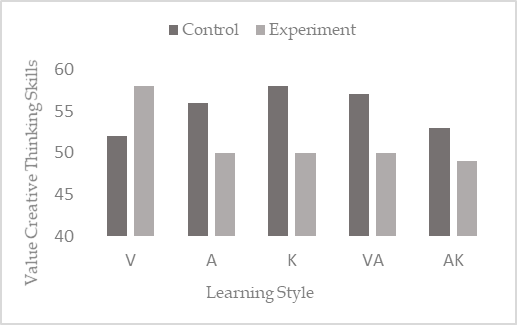 Control Experiment
Value Creative Thinking Skills
60
55
50
45
40
V A K VA AK
Learning Style